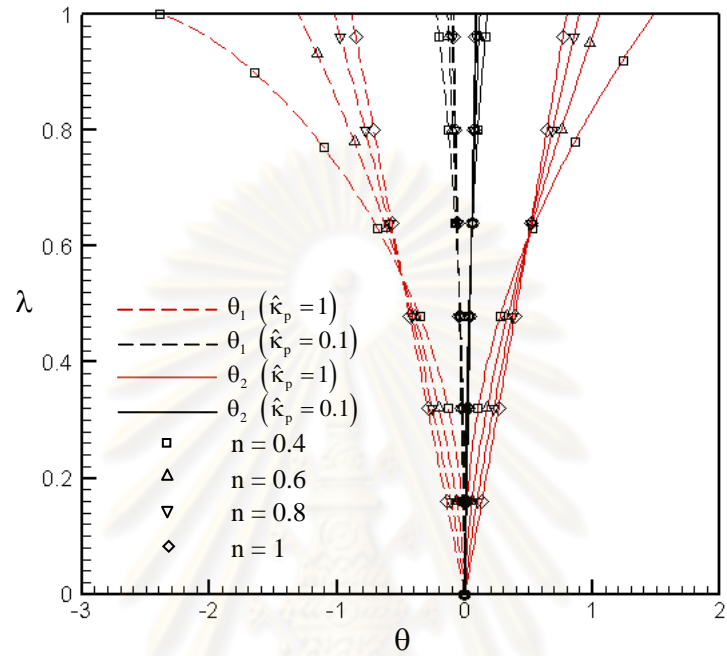 1
0.8
0.6
0.4
0.2
0
λ
θ₁ (κ̂ₚ = 1)
θ₁ (κ̂ₚ = 0.1)
θ₂ (κ̂ₚ = 1)
θ₂ (κ̂ₚ = 0.1)
n = 0.4
n = 0.6
n = 0.8
n = 1
-3 -2 -1 0 1 2
θ